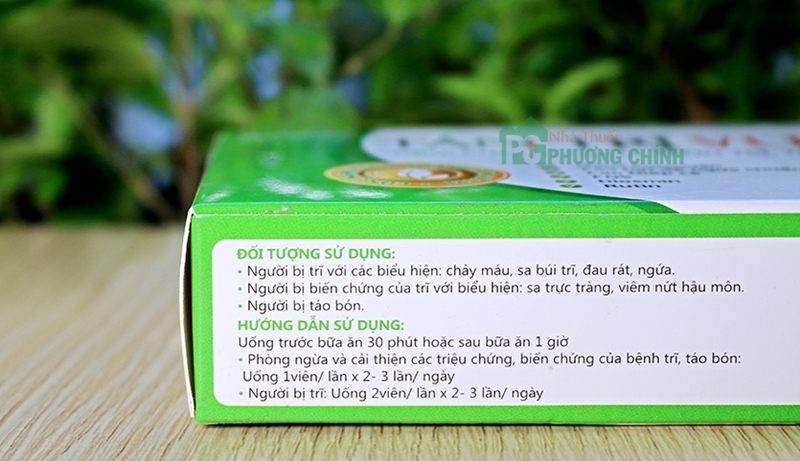 Nhà Thuốc
PHƯƠNG CHÍNH
Diosmin
Rutin
ĐỐI TƯỢNG SỬ DỤNG:
• Người bị trĩ với các biểu hiện: chảy máu, sa búi trĩ, đau rát, ngứa.
• Người bị biến chứng của trĩ với biểu hiện: sa trực tràng, viêm nứt hậu môn.
• Người bị táo bón.
HƯỚNG DẪN SỬ DỤNG:
Uống trước bữa ăn 30 phút hoặc sau bữa ăn 1 giờ
• Phòng ngừa và cải thiện các triệu chứng, biến chứng của bệnh trĩ, táo bón:
Uống 1viên/ lần x 2- 3 lần/ ngày
• Người bị trĩ: Uống 2viên/ lần x 2- 3 lần/ ngày